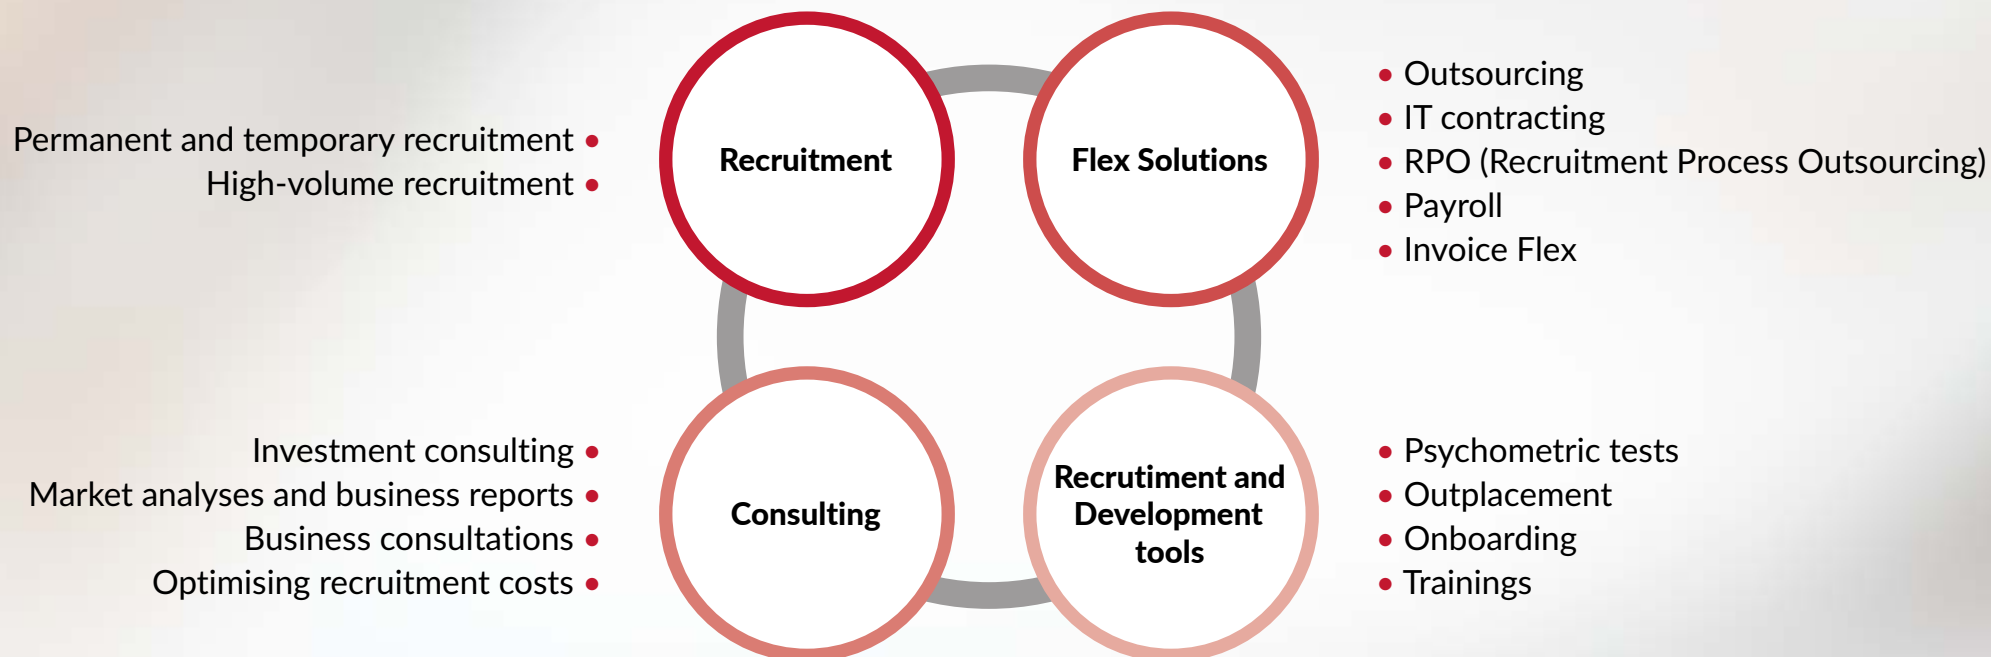 Permanent and temporary recruitment •
High-volume recruitment •
Recruitment
Flex Solutions
• Outsourcing
• IT contracting
• RPO (Recruitment Process Outsourcing)
• Payroll
• Invoice Flex
Investment consulting •
Market analyses and business reports •
Business consultations •
Optimising recruitment costs •
Consulting
Recrutiment and
Development
tools
• Psychometric tests
• Outplacement
• Onboarding
• Trainings